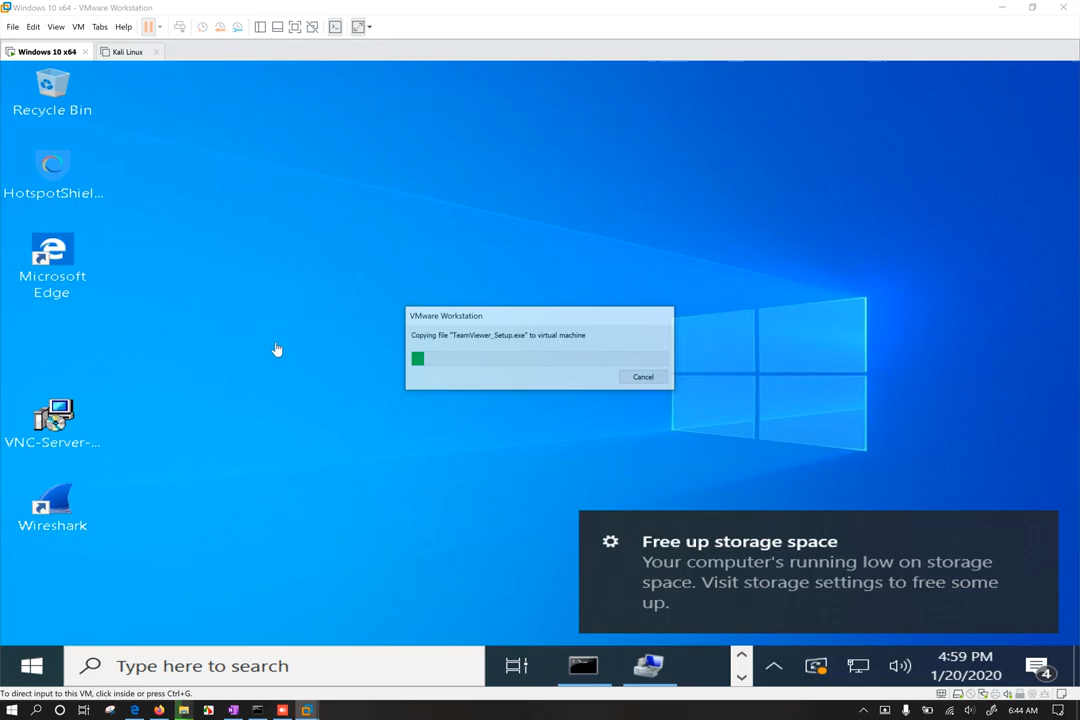 Windows 10 x64 - VMware Workstation
File Edit View VM Tabs Help
Windows 10 x64 Kali Linux
Recycle Bin
HotspotShiel...
Microsoft
Edge
VNC-Server-...
Wireshark
VMware Workstation
Copying file "TeamViewer_Setup.exe" to virtual machine
Cancel
Free up storage space
Your computer's running low on storage
space. Visit storage settings to free some
up.
Type here to search
4:59 PM
1/20/2020
4
To direct input to this VM, click inside or press Ctrl+G.
6:44 AM